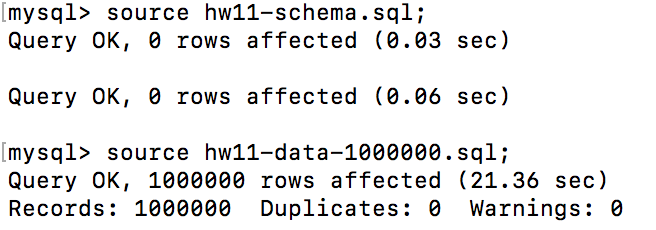 [mysql> source hw11-schema.sql;
Query OK, 0 rows affected (0.03 sec)
Query OK, 0 rows affected (0.06 sec)
[mysql> source hw11-data-1000000.sql;
Query OK, 1000000 rows affected (21.36 sec)
Records: 1000000  Duplicates: 0  Warnings: 0